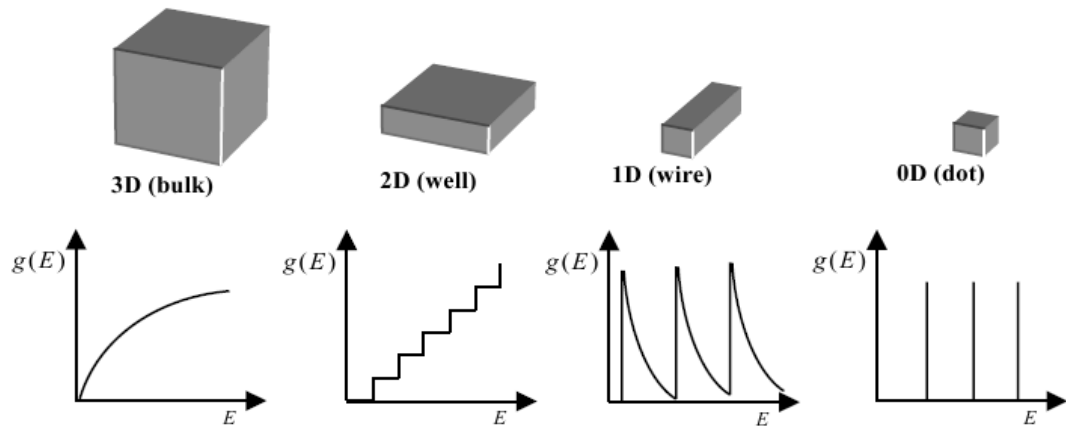 3D (bulk)
2D (well)
1D (wire)
0D (dot)
g(E)
E
g(E)
E
g(E)
E
g(E)
E